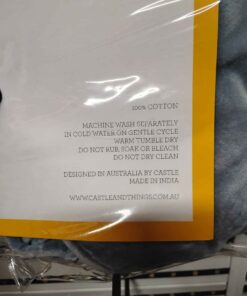 100% COTTON
MACHINE WASH SEPARATELY
IN COLD WATER ON GENTLE CYCLE
WARM TUMBLE DRY
DO NOT RUB, SOAK OR BLEACH
DO NOT DRY CLEAN
DESIGNED IN AUSTRALIA BY CASTLE
MADE IN INDIA
WWW.CASTLEANDTHINGS.COM.AU